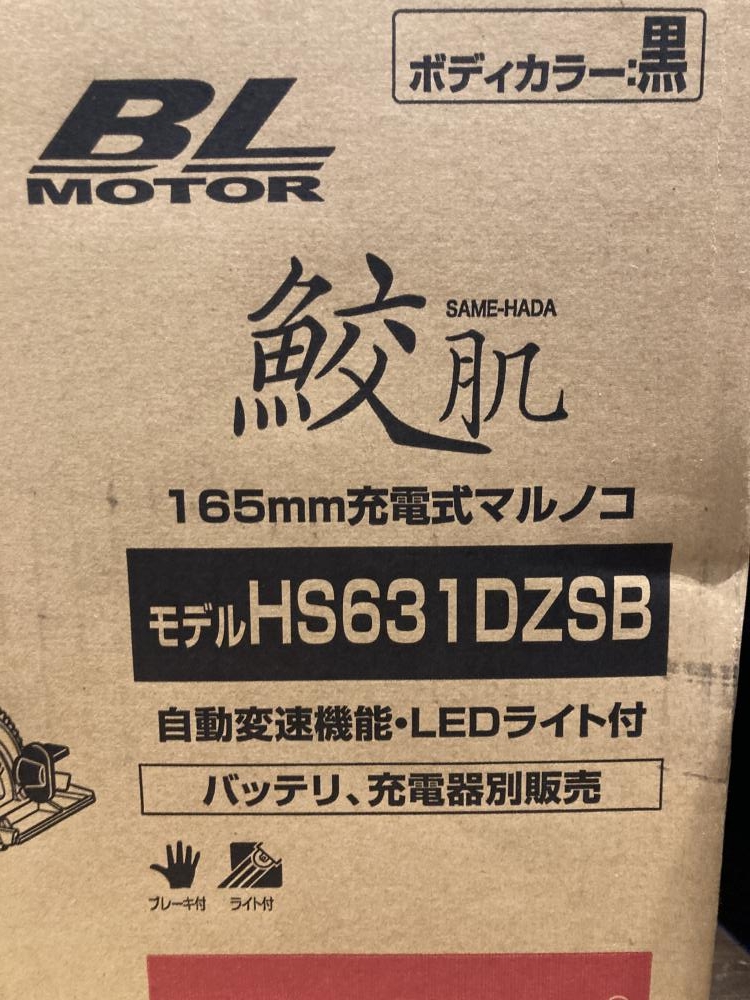 ボディカラー:黒
BL
MOTOR
鮫肌
SAME-HADA
165mm充電式マルノコ
モデルHS631DZSB
自動変速機能・LEDライト付
バッテリ、充電器別販売
ブレーキ付 ライト付